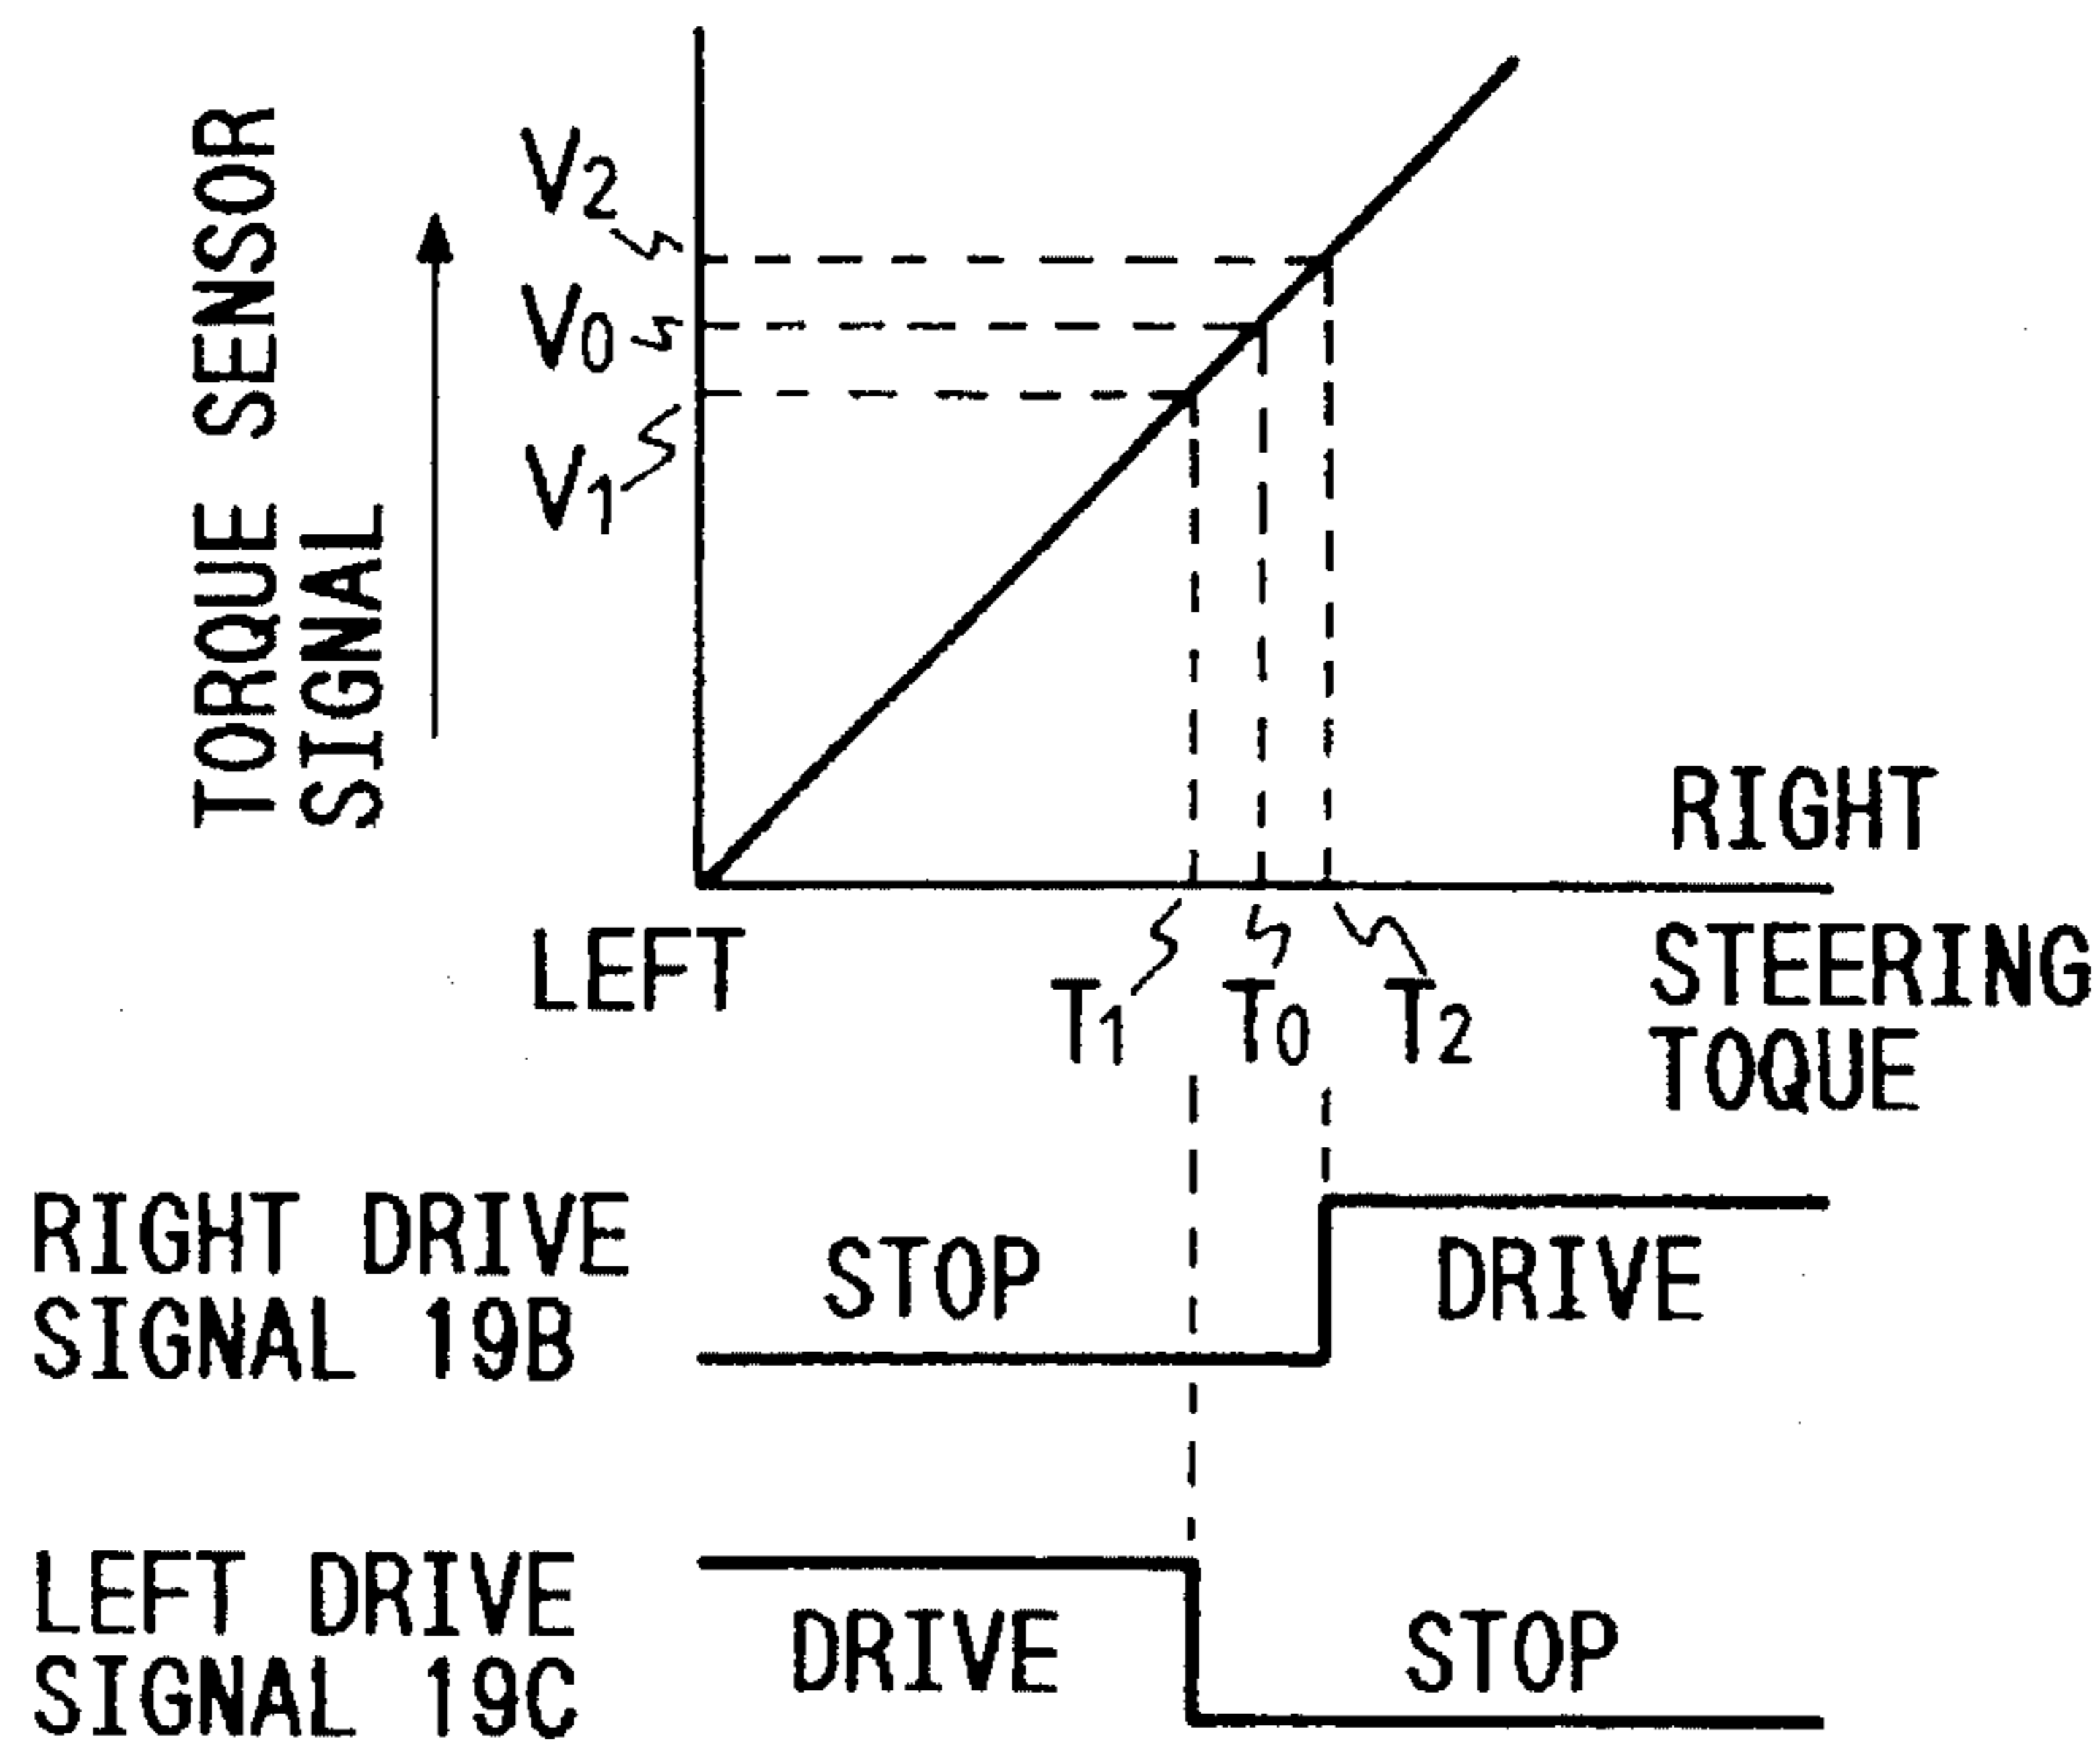 TORQUE SENSOR
SIGNAL
V2
V0
V1
RIGHT
LEFT
T1
T0
T2
STEERING
TOQUE
RIGHT DRIVE
SIGNAL 19B
STOP
DRIVE
LEFT DRIVE
SIGNAL 19C
DRIVE
STOP